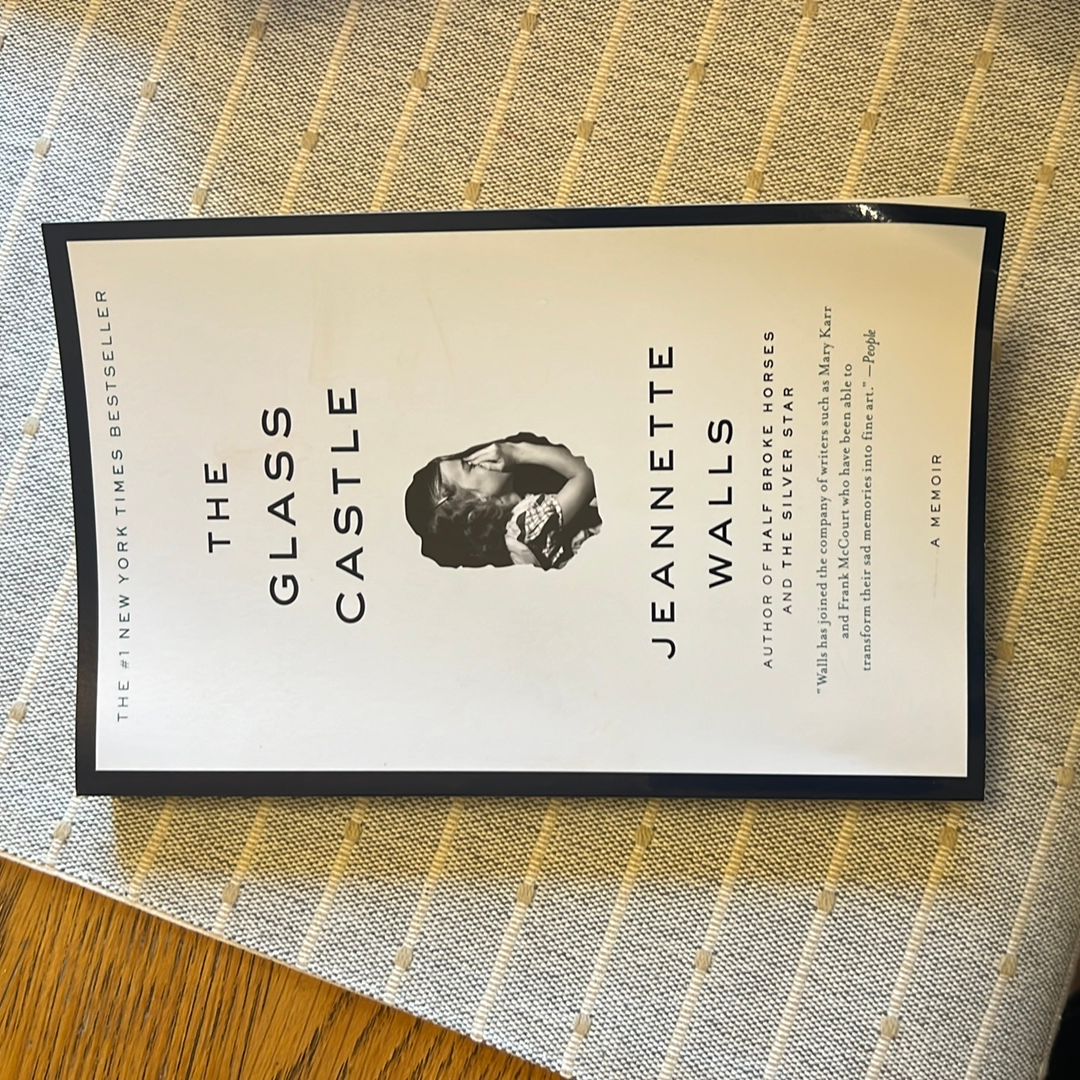 THE #1 NEW YORK TIMES BESTSELLER
THE
GLASS
CASTLE
JEANNETTE
WALLS
AUTHOR OF HALF BROKE HORSES
AND THE SILVER STAR
"Walls has joined the company of writers such as Mary Karr
and Frank McCourt who have been able to
transform their sad memories into fine art." —People
A MEMOIR